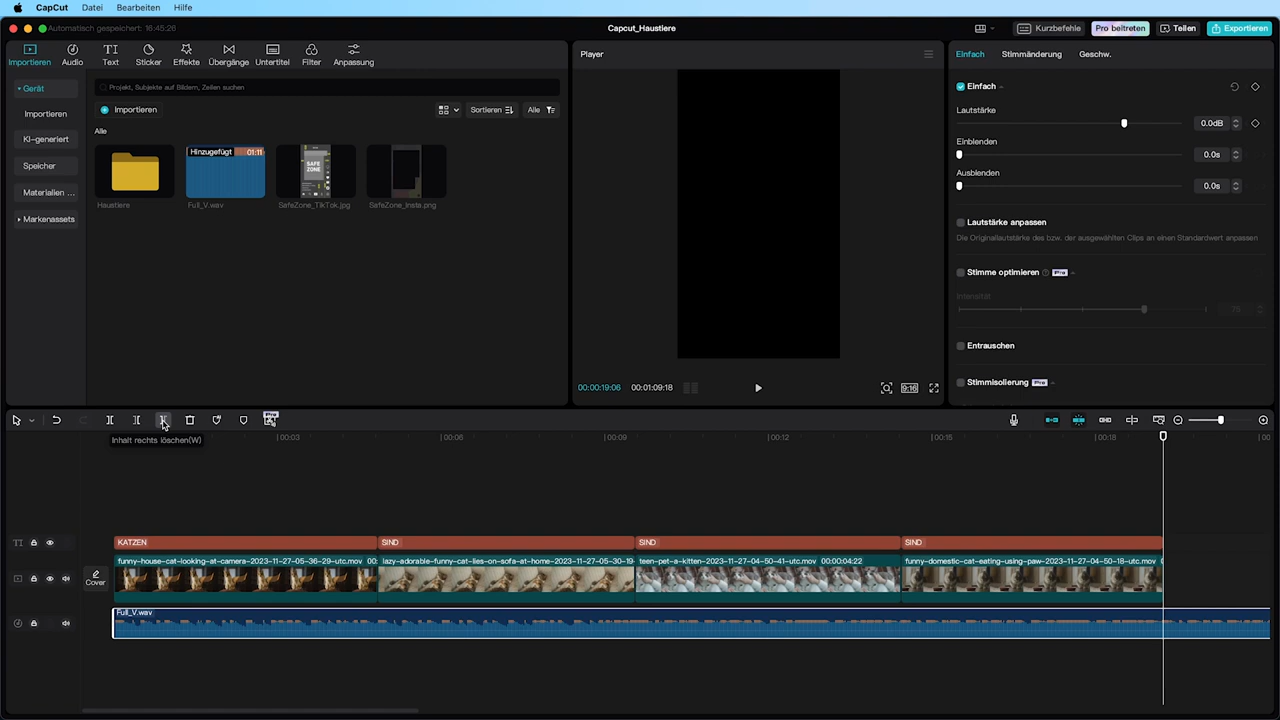 CapCut Datei Bearbeiten Hilfe
Automatisch gespeichert: 16:45:26
Capcut_Haustiere
Kurzbefehle
Pro beitreten
Teilen
Exportieren
Importieren
Audio
Text
Sticker
Effekte
Übergänge
Untertitel
Filter
Anpassung
Gerät
Importieren
KI-generiert
Speicher
Materialien ...
Markenassets
Projekt, Subjekte auf Bildern, Zeilen suchen
Importieren
Sortieren
Alle
Alle
Hinzugefügt 01:11
SAFE
ZONE
Haustiere
Full_V.wav
SafeZone_TikTok.jpg
SafeZone_Insta.png
Player
00:00:19:06 00:01:09:18
9:16
Einfach Stimmänderung Geschw.
Einfach
Lautstärke
0.0dB
Einblenden
0.0s
Ausblenden
0.0s
Lautstärke anpassen
Die Originallautstärke des bzw. der ausgewählten Clips an einen Standardwert anpassen
Stimme optimieren Pro
Intensität
Entrauschen
Stimmisolierung Pro
Pro
Inhalt rechts löschen(W)
00:03 00:06 00:09 00:12 00:15 00:18 00
KATZEN SIND SIND SIND
TI
Cover
funny-house-cat-looking-at-camera-2023-11-27-05-36-29-utc.mov 00:
lazy-adorable-funny-cat-lies-on-sofa-at-home-2023-11-27-05-30-19-
teen-pet-a-kitten-2023-11-27-04-50-41-utc.mov 00:00:04:22
funny-domestic-cat-eating-using-paw-2023-11-27-04-50-18-utc.mov
Full_V.wav